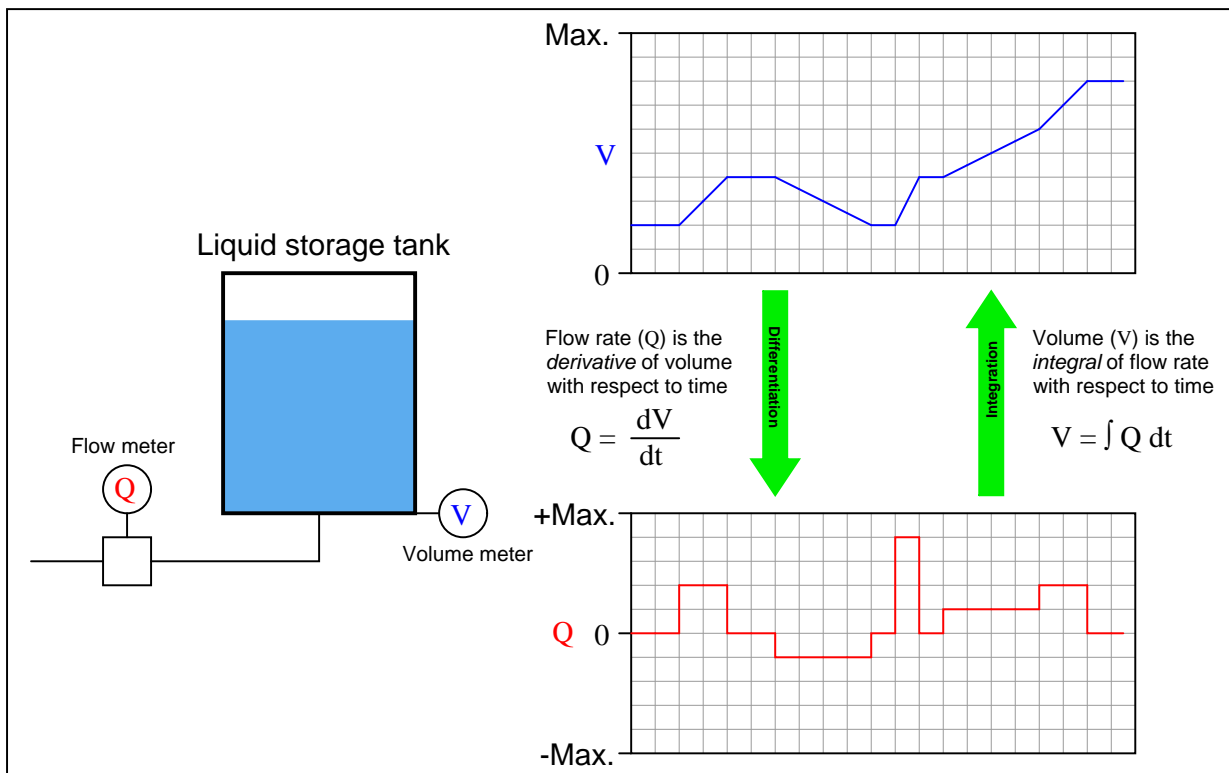 Max.
V
0
Liquid storage tank
Flow meter
Q
V
Volume meter
Flow rate (Q) is the
derivative of volume
with respect to time
Q = dV
dt
Differentiation
Integration
Volume (V) is the
integral of flow rate
with respect to time
V = ∫ Q dt
+Max.
Q 0
-Max.